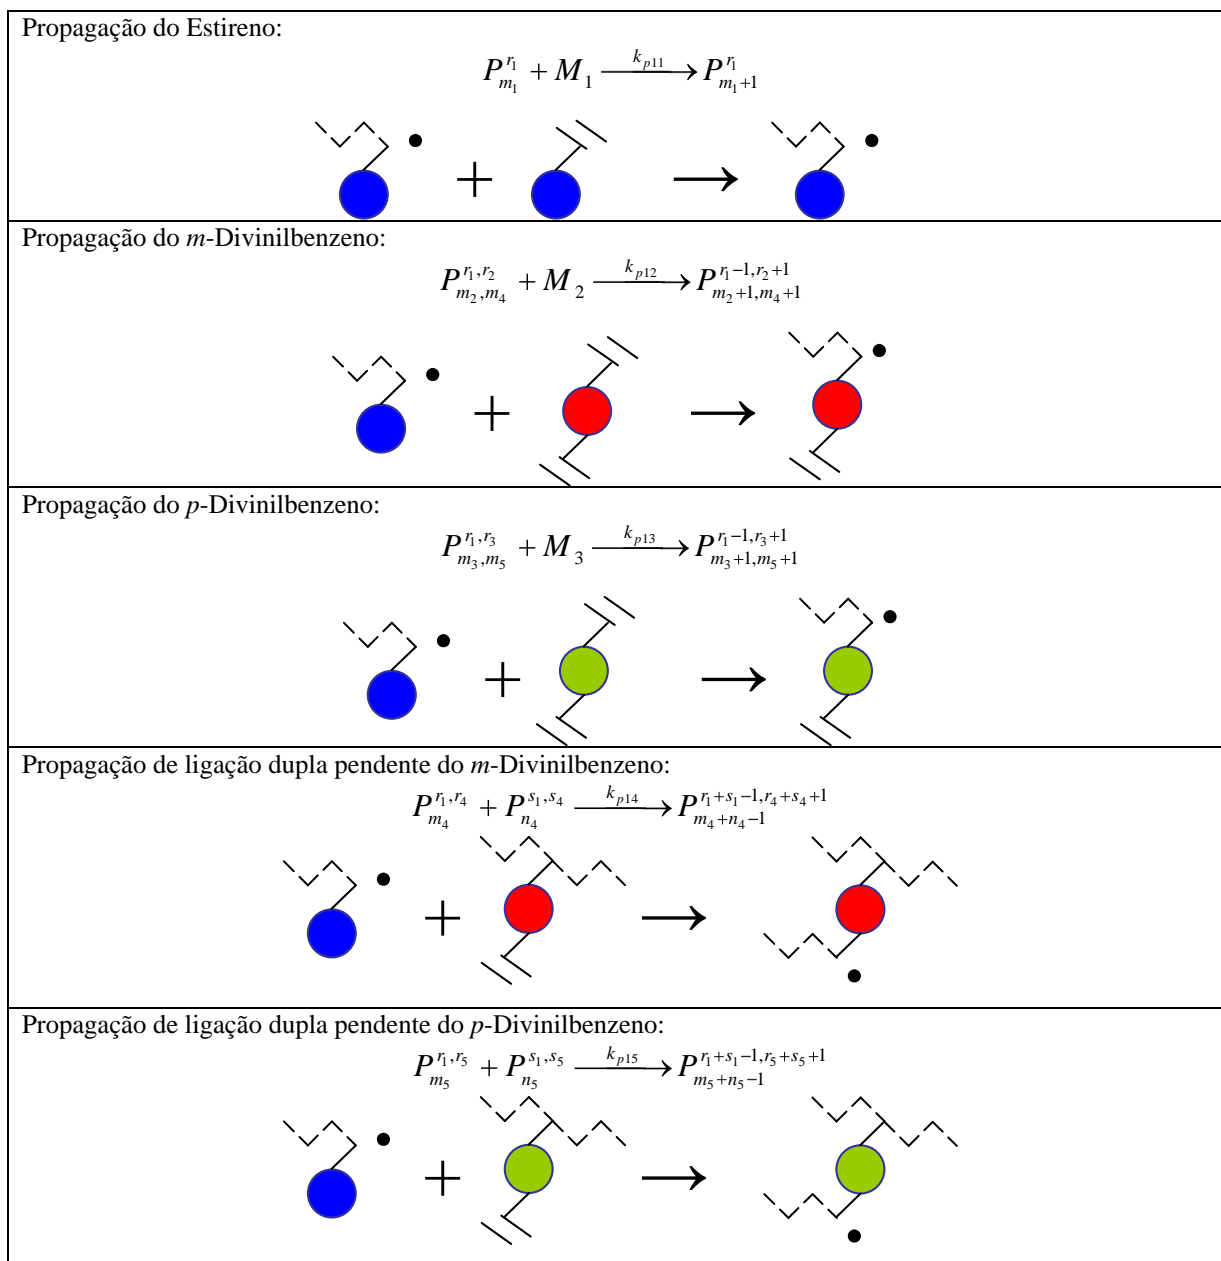 Propagação do Estireno:
$P_{m_1}^{r_1} + M_1 \xrightarrow{k_{p11}} P_{m_1+1}^{r_1}$
+ →
Propagação do m-Divinilbenzeno:
$P_{m_2,m_4}^{r_1,r_2} + M_2 \xrightarrow{k_{p12}} P_{m_2+1,m_4+1}^{r_1-1,r_2+1}$
+ →
Propagação do p-Divinilbenzeno:
$P_{m_3,m_5}^{r_1,r_3} + M_3 \xrightarrow{k_{p13}} P_{m_3+1,m_5+1}^{r_1-1,r_3+1}$
+ →
Propagação de ligação dupla pendente do m-Divinilbenzeno:
$P_{m_4}^{r_1,r_4} + P_{n_4}^{s_1,s_4} \xrightarrow{k_{p14}} P_{m_4+n_4-1}^{r_1+s_1-1,r_4+s_4+1}$
+ →
Propagação de ligação dupla pendente do p-Divinilbenzeno:
$P_{m_5}^{r_1,r_5} + P_{n_5}^{s_1,s_5} \xrightarrow{k_{p15}} P_{m_5+n_5-1}^{r_1+s_1-1,r_5+s_5+1}$
+ →